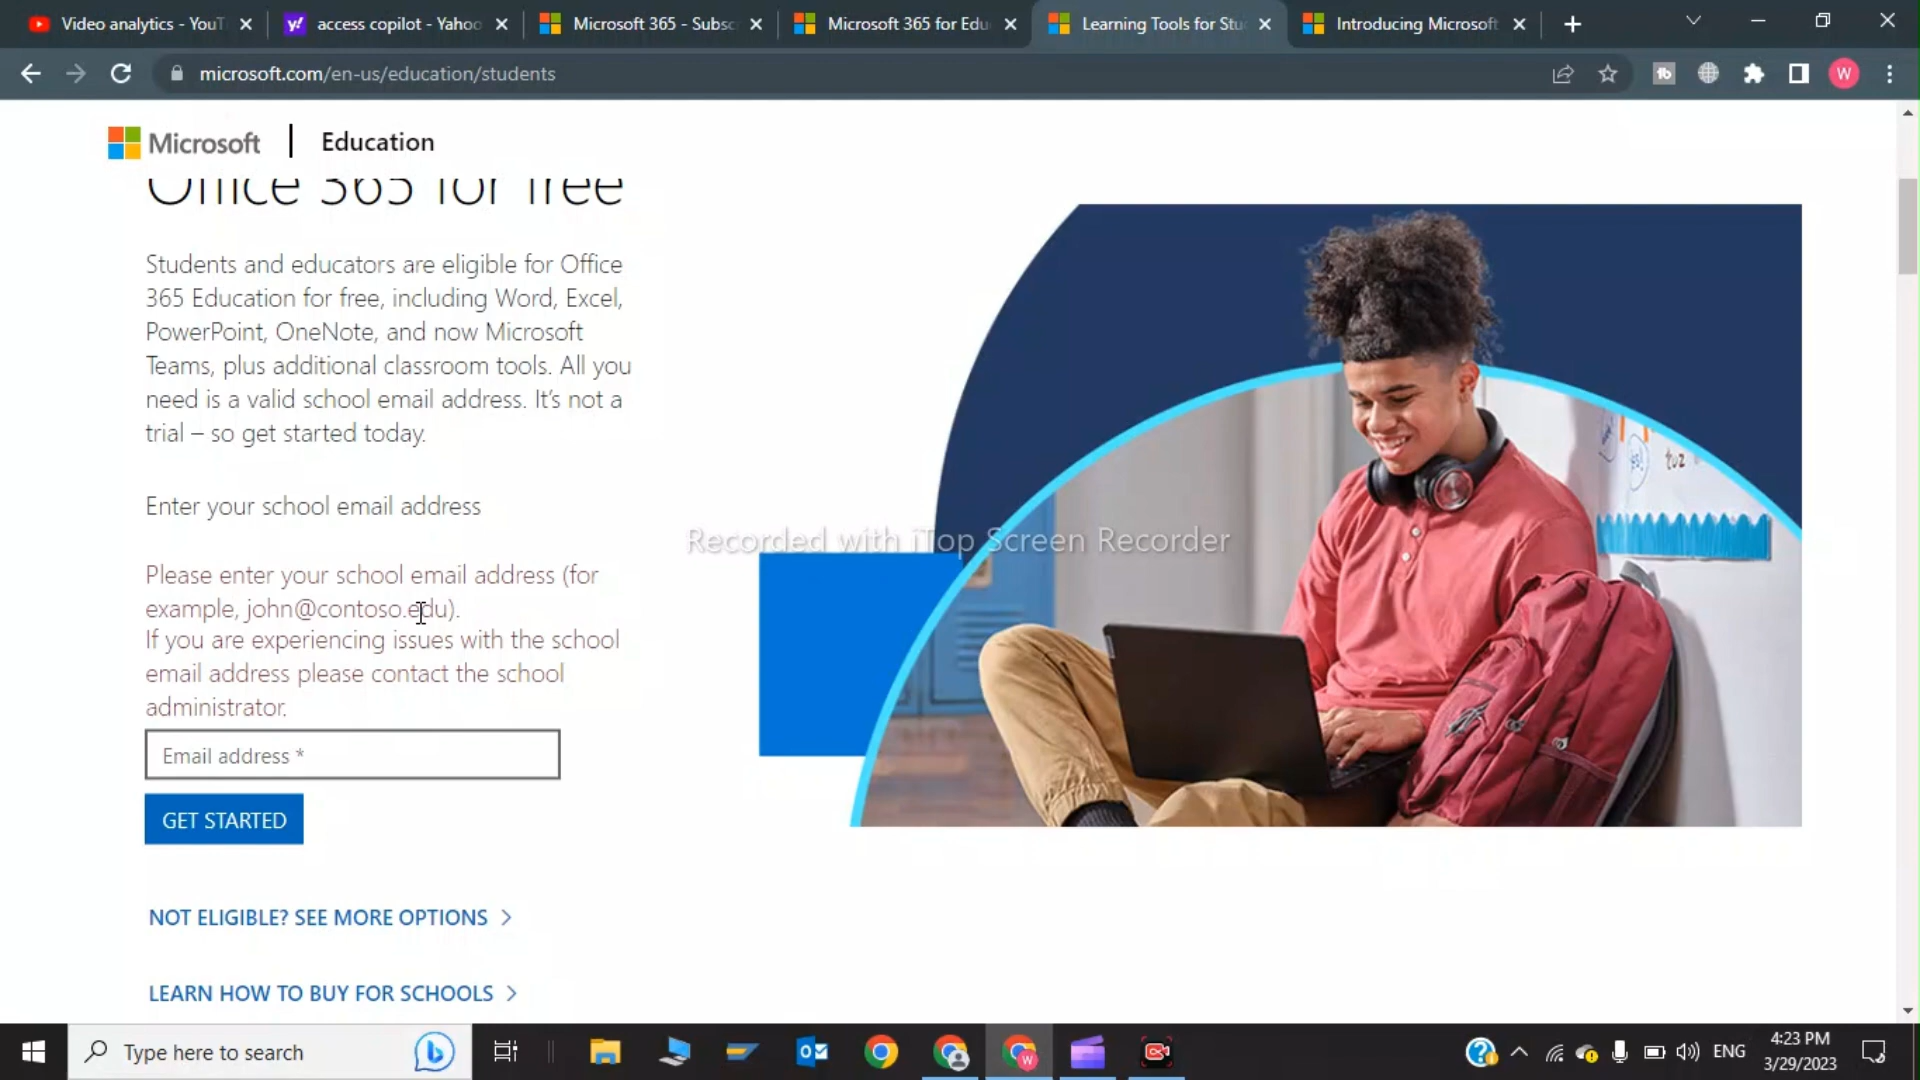 Video analytics - YouT
access copilot - Yahoo
Microsoft 365 - Subsc
Microsoft 365 for Edu
Learning Tools for Stu
Introducing Microsoft
microsoft.com/en-us/education/students
W
Microsoft | Education
Office 365 for free
Students and educators are eligible for Office
365 Education for free, including Word, Excel,
PowerPoint, OneNote, and now Microsoft
Teams, plus additional classroom tools. All you
need is a valid school email address. It's not a
trial – so get started today.
Enter your school email address
Recorded with iTop Screen Recorder
Please enter your school email address (for
example, john@contoso.edu).
If you are experiencing issues with the school
email address please contact the school
administrator.
Email address *
GET STARTED
NOT ELIGIBLE? SEE MORE OPTIONS >
LEARN HOW TO BUY FOR SCHOOLS >
Type here to search
ENG
4:23 PM
3/29/2023